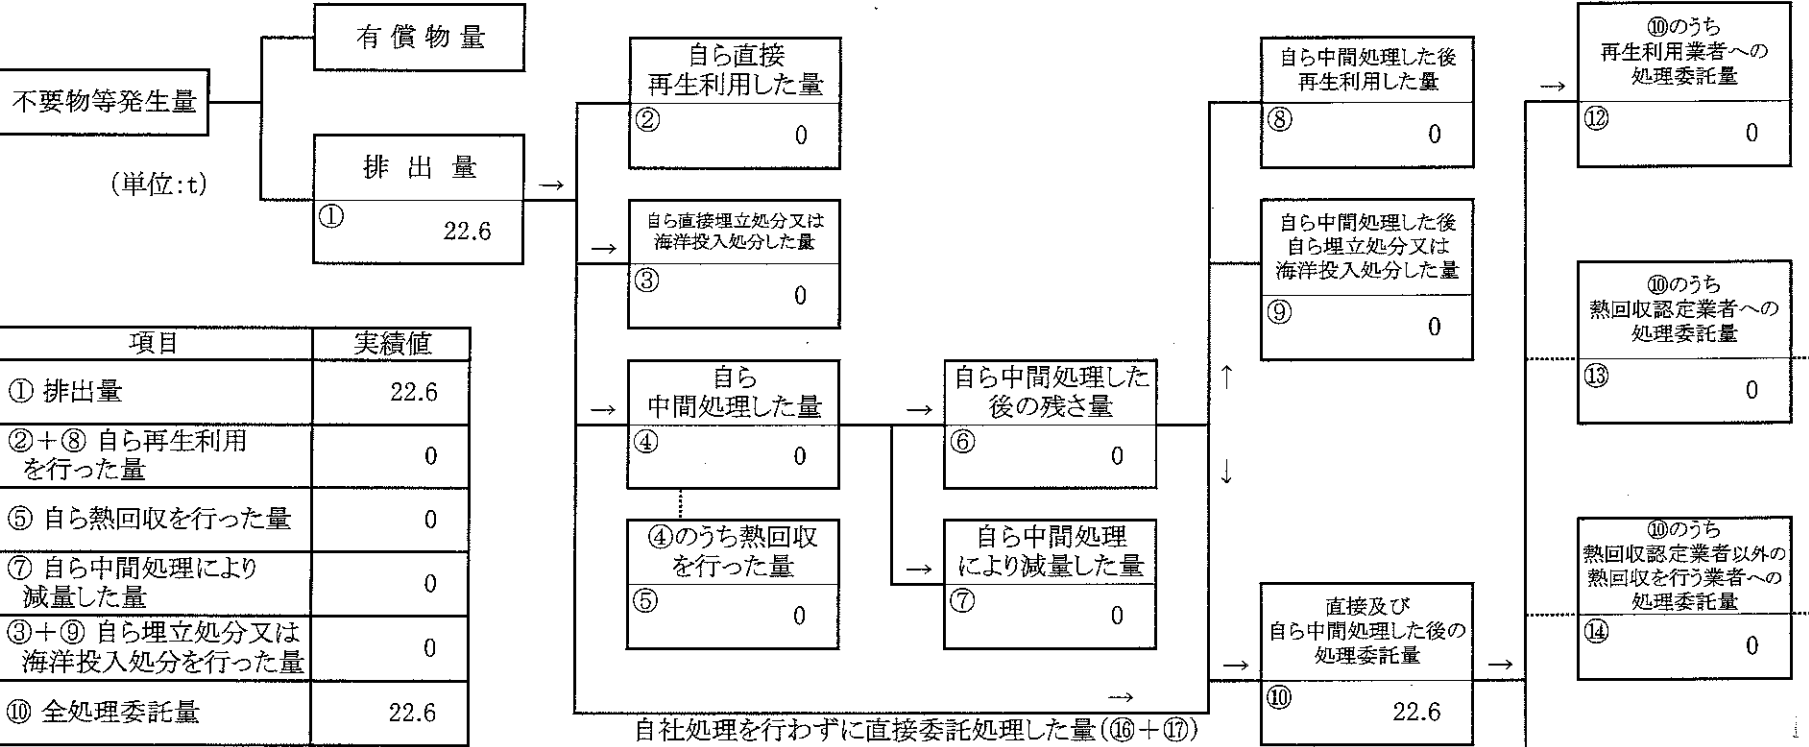 不要物等発生量
(単位:t)
有償物量
排出量
①
22.6
自ら直接
再生利用した量
②
0
自ら直接埋立処分又は
海洋投入処分した量
③
0
自ら
中間処理した量
④
0
④のうち熱回収
を行った量
⑤
0
自ら中間処理した
後の残さ量
⑥
0
自ら中間処理
により減量した量
⑦
0
自ら中間処理した後
再生利用した量
⑧
0
自ら中間処理した後
自ら埋立処分又は
海洋投入処分した量
⑨
0
直接及び
自ら中間処理した後の
処理委託量
⑩
22.6
自社処理を行わずに直接委託処理した量(⑯+⑰)
⑩のうち
再生利用業者への
処理委託量
⑫
0
⑩のうち
熱回収認定業者への
処理委託量
⑬
0
⑩のうち
熱回収認定業者以外の
熱回収を行う業者への
処理委託量
⑭
0
項目 実績値
① 排出量 22.6
②+⑧ 自ら再生利用
を行った量 0
⑤ 自ら熱回収を行った量 0
⑦ 自ら中間処理により
減量した量 0
③+⑨ 自ら埋立処分又は
海洋投入処分を行った量 0
⑩ 全処理委託量 22.6